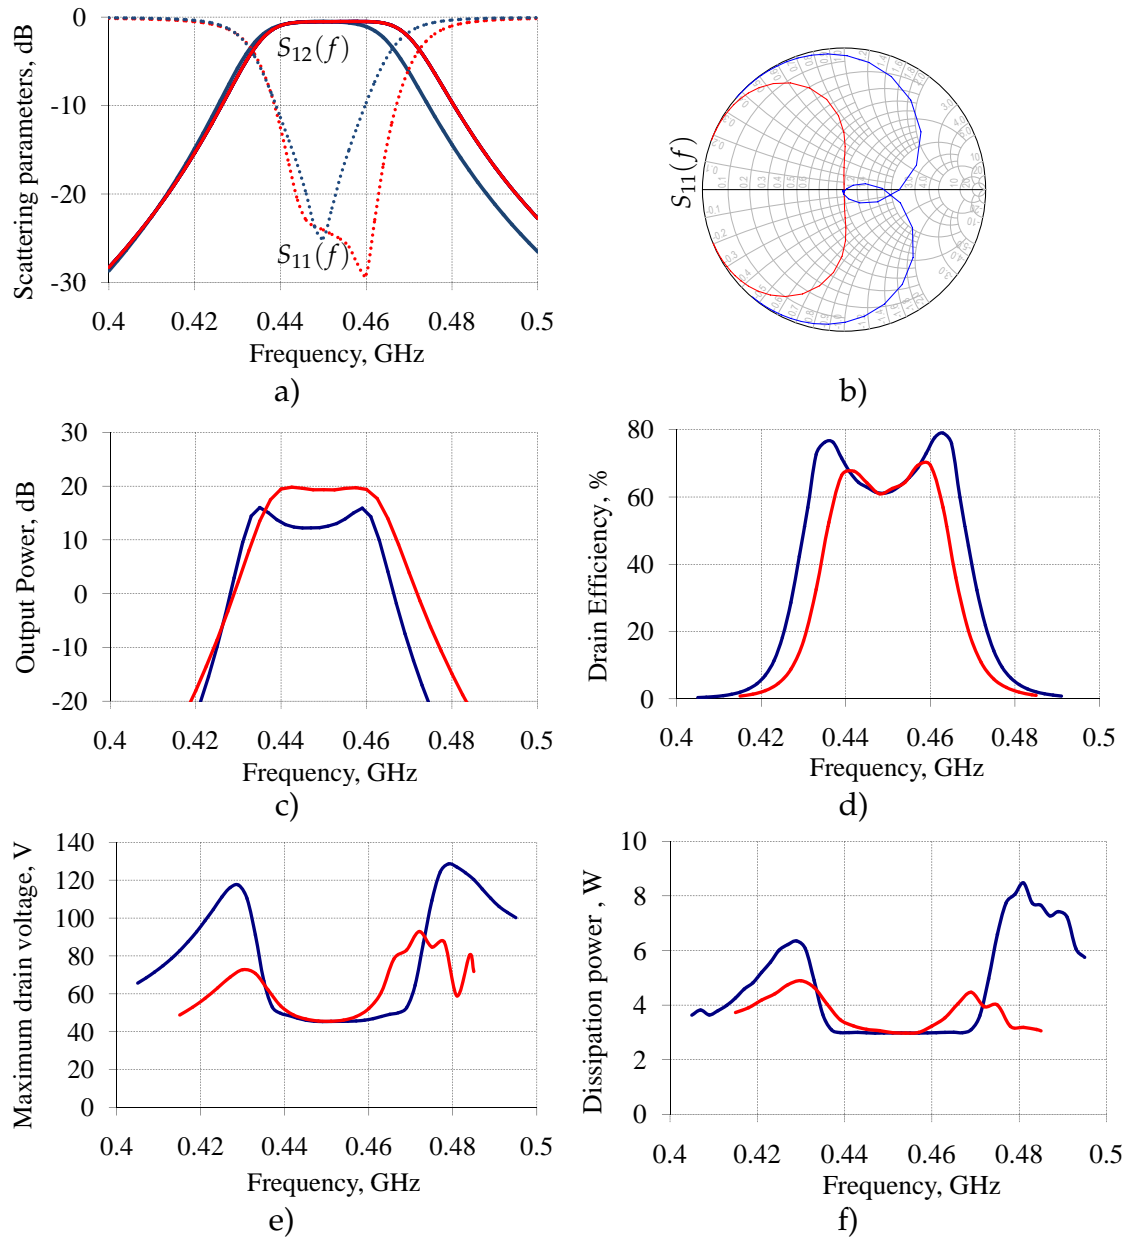 0
-10
-20
-30
Scattering parameters, dB
S12(f)
S11(f)
0.4 0.42 0.44 0.46 0.48 0.5
Frequency, GHz
a)
S11(f)
b)
30
20
10
0
-10
-20
Output Power, dB
0.4 0.42 0.44 0.46 0.48 0.5
Frequency, GHz
c)
80
60
40
20
0
Drain Efficiency, %
0.4 0.42 0.44 0.46 0.48 0.5
Frequency, GHz
d)
140
120
100
80
60
40
20
0
Maximum drain voltage, V
0.4 0.42 0.44 0.46 0.48 0.5
Frequency, GHz
e)
10
8
6
4
2
0
Dissipation power , W
0.4 0.42 0.44 0.46 0.48 0.5
Frequency, GHz
f)